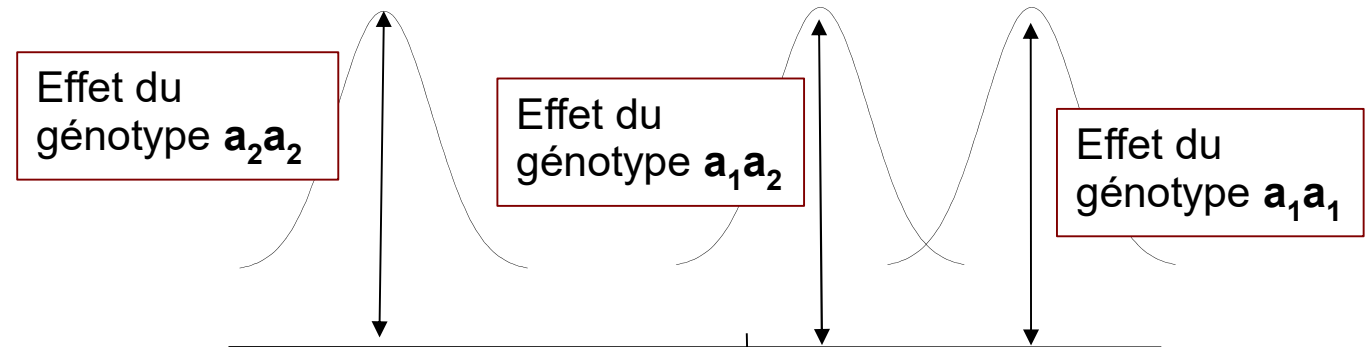 Effet du
génotype a₂a₂
Effet du
génotype a₁a₂
Effet du
génotype a₁a₁